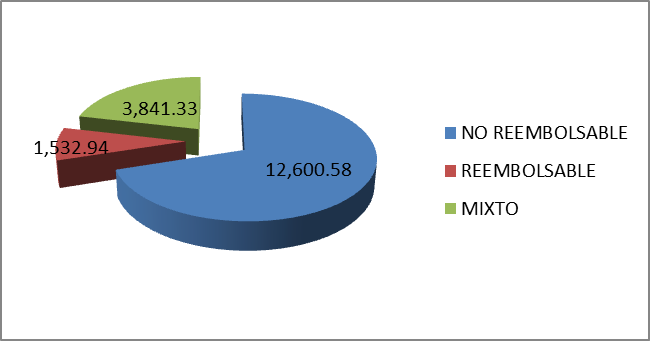 3,841.33
1,532.94
12,600.58
NO REEMBOLSABLE
REEMBOLSABLE
MIXTO